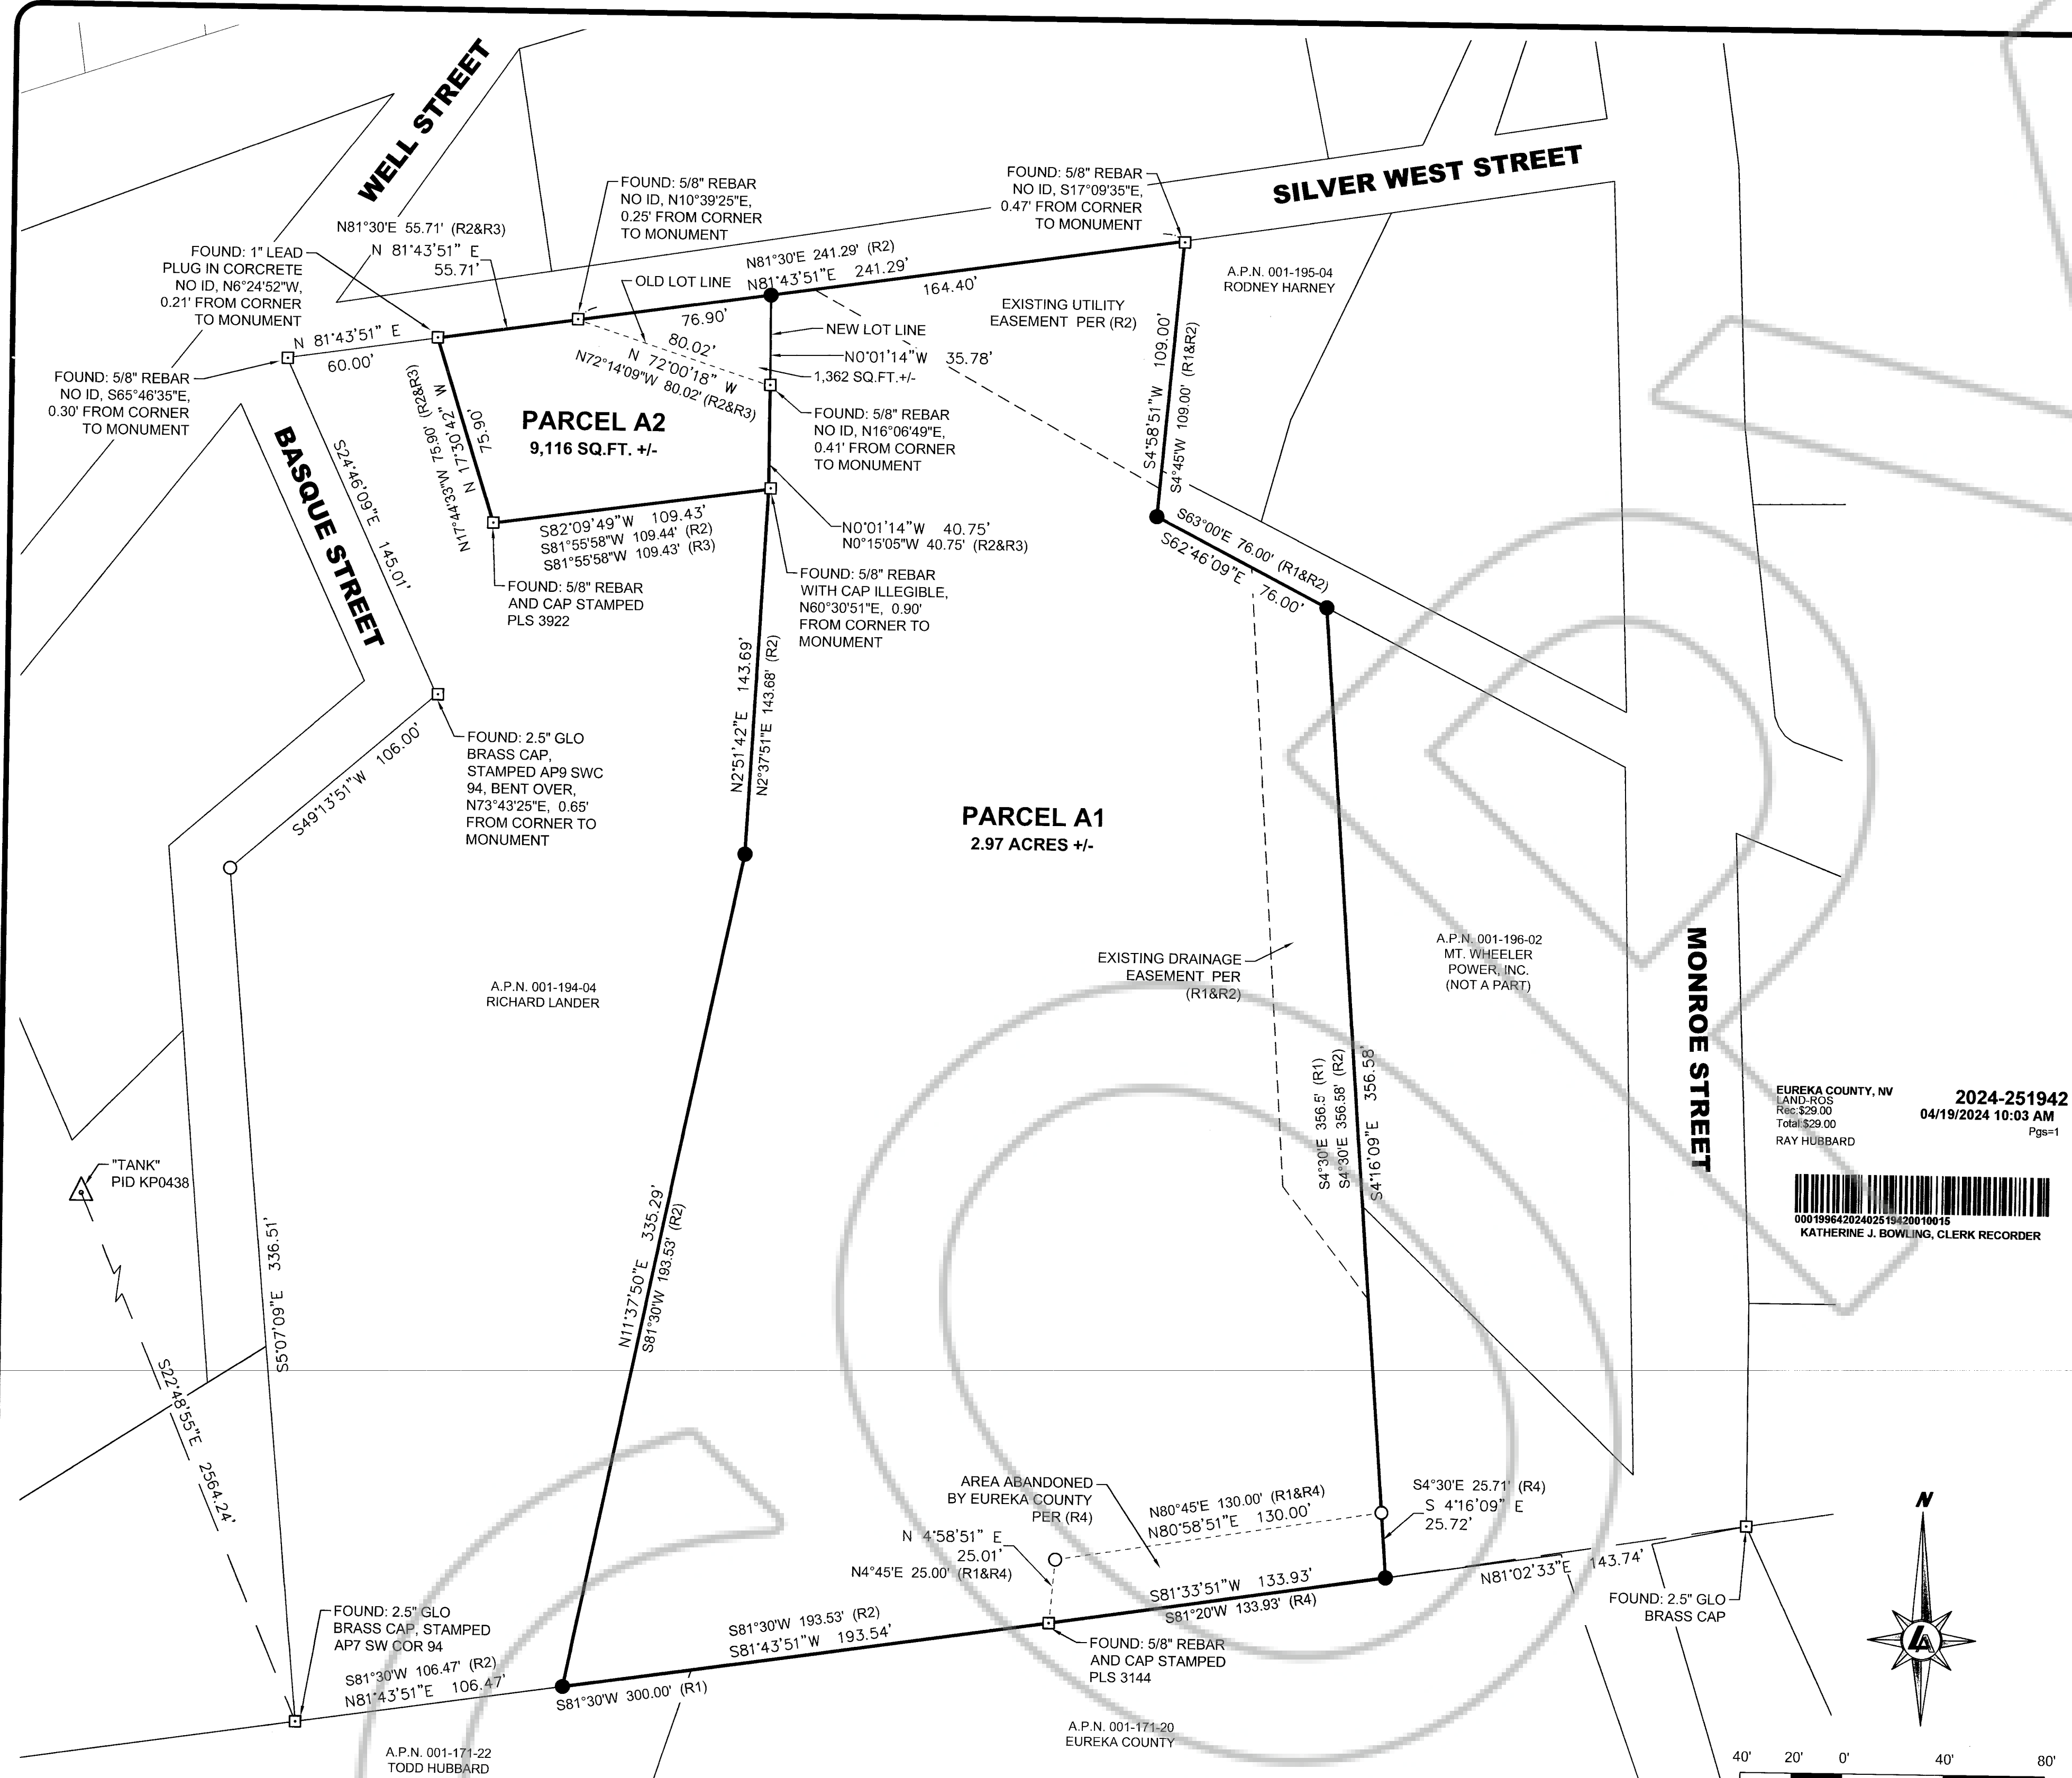 WELL STREET
SILVER WEST STREET
FOUND: 5/8" REBAR
NO ID, N10°39'25"E,
0.25' FROM CORNER
TO MONUMENT
FOUND: 5/8" REBAR
NO ID, S17°09'35"E,
0.47' FROM CORNER
TO MONUMENT
N81°30'E 55.71' (R2&R3)
N 81°43'51" E
55.71'
FOUND: 1" LEAD
PLUG IN CORCRETE
NO ID, N6°24'52"W,
0.21' FROM CORNER
TO MONUMENT
N81°30'E 241.29' (R2)
N81°43'51"E 241.29'
164.40'
OLD LOT LINE
76.90'
80.02'
N 72°00'18" W
N72°14'09"W 80.02' (R2&R3)
EXISTING UTILITY
EASEMENT PER (R2)
A.P.N. 001-195-04
RODNEY HARNEY
NEW LOT LINE
N0°01'14"W 35.78'
1,362 SQ.FT.+/-
N 81°43'51" E
60.00'
FOUND: 5/8" REBAR
NO ID, S65°46'35"E,
0.30' FROM CORNER
TO MONUMENT
PARCEL A2
9,116 SQ.FT. +/-
N17°44'33"W 75.90' (R2&R3)
N 17°30'42" W
75.90'
FOUND: 5/8" REBAR
NO ID, N16°06'49"E,
0.41' FROM CORNER
TO MONUMENT
S4°58'51"W 109.00'
S4°45'W 109.00' (R1&R2)
BASQUE STREET
S24°46'09"E 145.01'
S82°09'49"W 109.43'
S81°55'58"W 109.44' (R2)
S81°55'58"W 109.43' (R3)
N0°01'14"W 40.75'
N0°15'05"W 40.75' (R2&R3)
S63°00'E 76.00' (R1&R2)
S62°46'09"E 76.00'
FOUND: 5/8" REBAR
AND CAP STAMPED
PLS 3922
FOUND: 5/8" REBAR
WITH CAP ILLEGIBLE,
N60°30'51"E, 0.90'
FROM CORNER TO
MONUMENT
N2°51'42"E 143.69'
N2°37'51"E 143.68' (R2)
FOUND: 2.5" GLO
BRASS CAP,
STAMPED AP9 SWC
94, BENT OVER,
N73°43'25"E, 0.65'
FROM CORNER TO
MONUMENT
S49°13'51"W 106.00'
PARCEL A1
2.97 ACRES +/-
EXISTING DRAINAGE
EASEMENT PER
(R1&R2)
A.P.N. 001-196-02
MT. WHEELER
POWER, INC.
(NOT A PART)
MONROE STREET
A.P.N. 001-194-04
RICHARD LANDER
S4°30'E 356.5' (R1)
S4°30'E 356.58' (R2)
S4°16'09"E 356.58'
EUREKA COUNTY, NV
LAND-ROS
Rec:$29.00
Total:$29.00
RAY HUBBARD
2024-251942
04/19/2024 10:03 AM
Pgs=1
00019964202402519420010015
KATHERINE J. BOWLING, CLERK RECORDER
"TANK"
PID KP0438
S5°07'09"E 336.51'
N11°37'50"E 335.29'
S81°30'W 193.53' (R2)
S22°48'55"E 2564.24'
AREA ABANDONED
BY EUREKA COUNTY
PER (R4)
N80°45'E 130.00' (R1&R4)
N80°58'51"E 130.00'
S4°30'E 25.71' (R4)
S 4°16'09" E
25.72'
N 4°58'51" E
25.01'
N4°45'E 25.00' (R1&R4)
S81°33'51"W 133.93'
S81°20'W 133.93' (R4)
N81°02'33"E 143.74'
FOUND: 2.5" GLO
BRASS CAP
N
LA
FOUND: 2.5" GLO
BRASS CAP, STAMPED
AP7 SW COR 94
S81°30'W 106.47' (R2)
N81°43'51"E 106.47'
S81°30'W 193.53' (R2)
S81°43'51"W 193.54'
S81°30'W 300.00' (R1)
FOUND: 5/8" REBAR
AND CAP STAMPED
PLS 3144
A.P.N. 001-171-20
EUREKA COUNTY
A.P.N. 001-171-22
TODD HUBBARD
40' 20' 0' 40' 80'